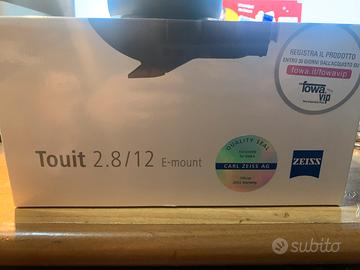 REGISTRA IL PRODOTTO
ENTRO 30 GIORNI DALL'ACQUISTO SU
fowa.it/fowavip
fowa
vip
Touit 2.8/12 E-mount
QUALITY SEAL
CARL ZEISS AG
ZEISS
subito